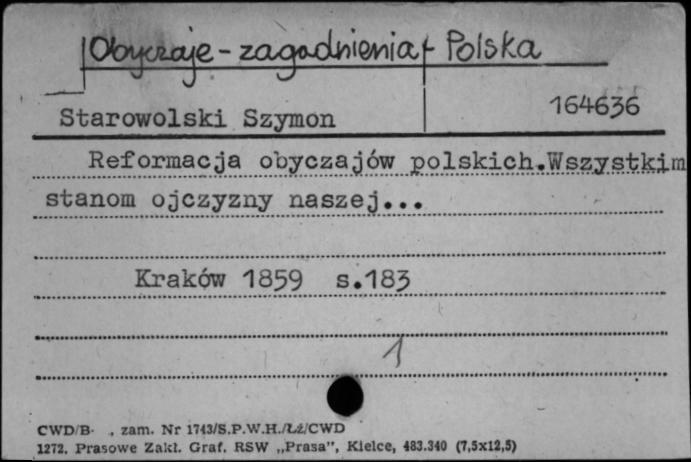 Obyczaje - zagadnienia - Polska
Starowolski Szymon 164636
Reformacja obyczajów polskich.Wszystkim
stanom ojczyzny naszej...
Kraków 1859 s.183
1
CWD/B- , zam. Nr 1743/S.P.W.H./Łź/CWD
1272. Prasowe Zakł. Graf. RSW „Prasa”, Kielce, 483.340 (7,5x12,5)